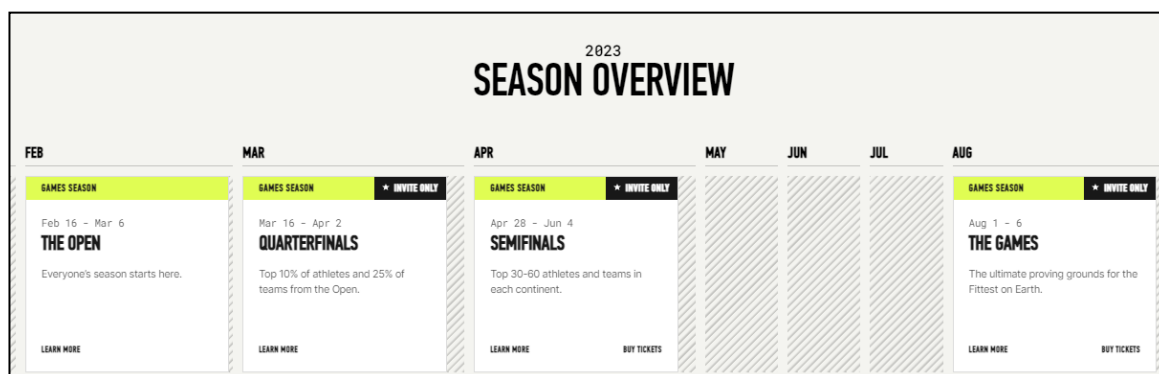 2023
SEASON OVERVIEW
FEB
MAR
APR
MAY
JUN
JUL
AUG
GAMES SEASON
Feb 16 - Mar 6
THE OPEN
Everyone's season starts here.
LEARN MORE
GAMES SEASON
★ INVITE ONLY
Mar 16 - Apr 2
QUARTERFINALS
Top 10% of athletes and 25% of
teams from the Open.
LEARN MORE
GAMES SEASON
★ INVITE ONLY
Apr 28 - Jun 4
SEMIFINALS
Top 30-60 athletes and teams in
each continent.
LEARN MORE
BUY TICKETS
GAMES SEASON
★ INVITE ONLY
Aug 1 - 6
THE GAMES
The ultimate proving grounds for the
Fittest on Earth.
LEARN MORE
BUY TICKETS